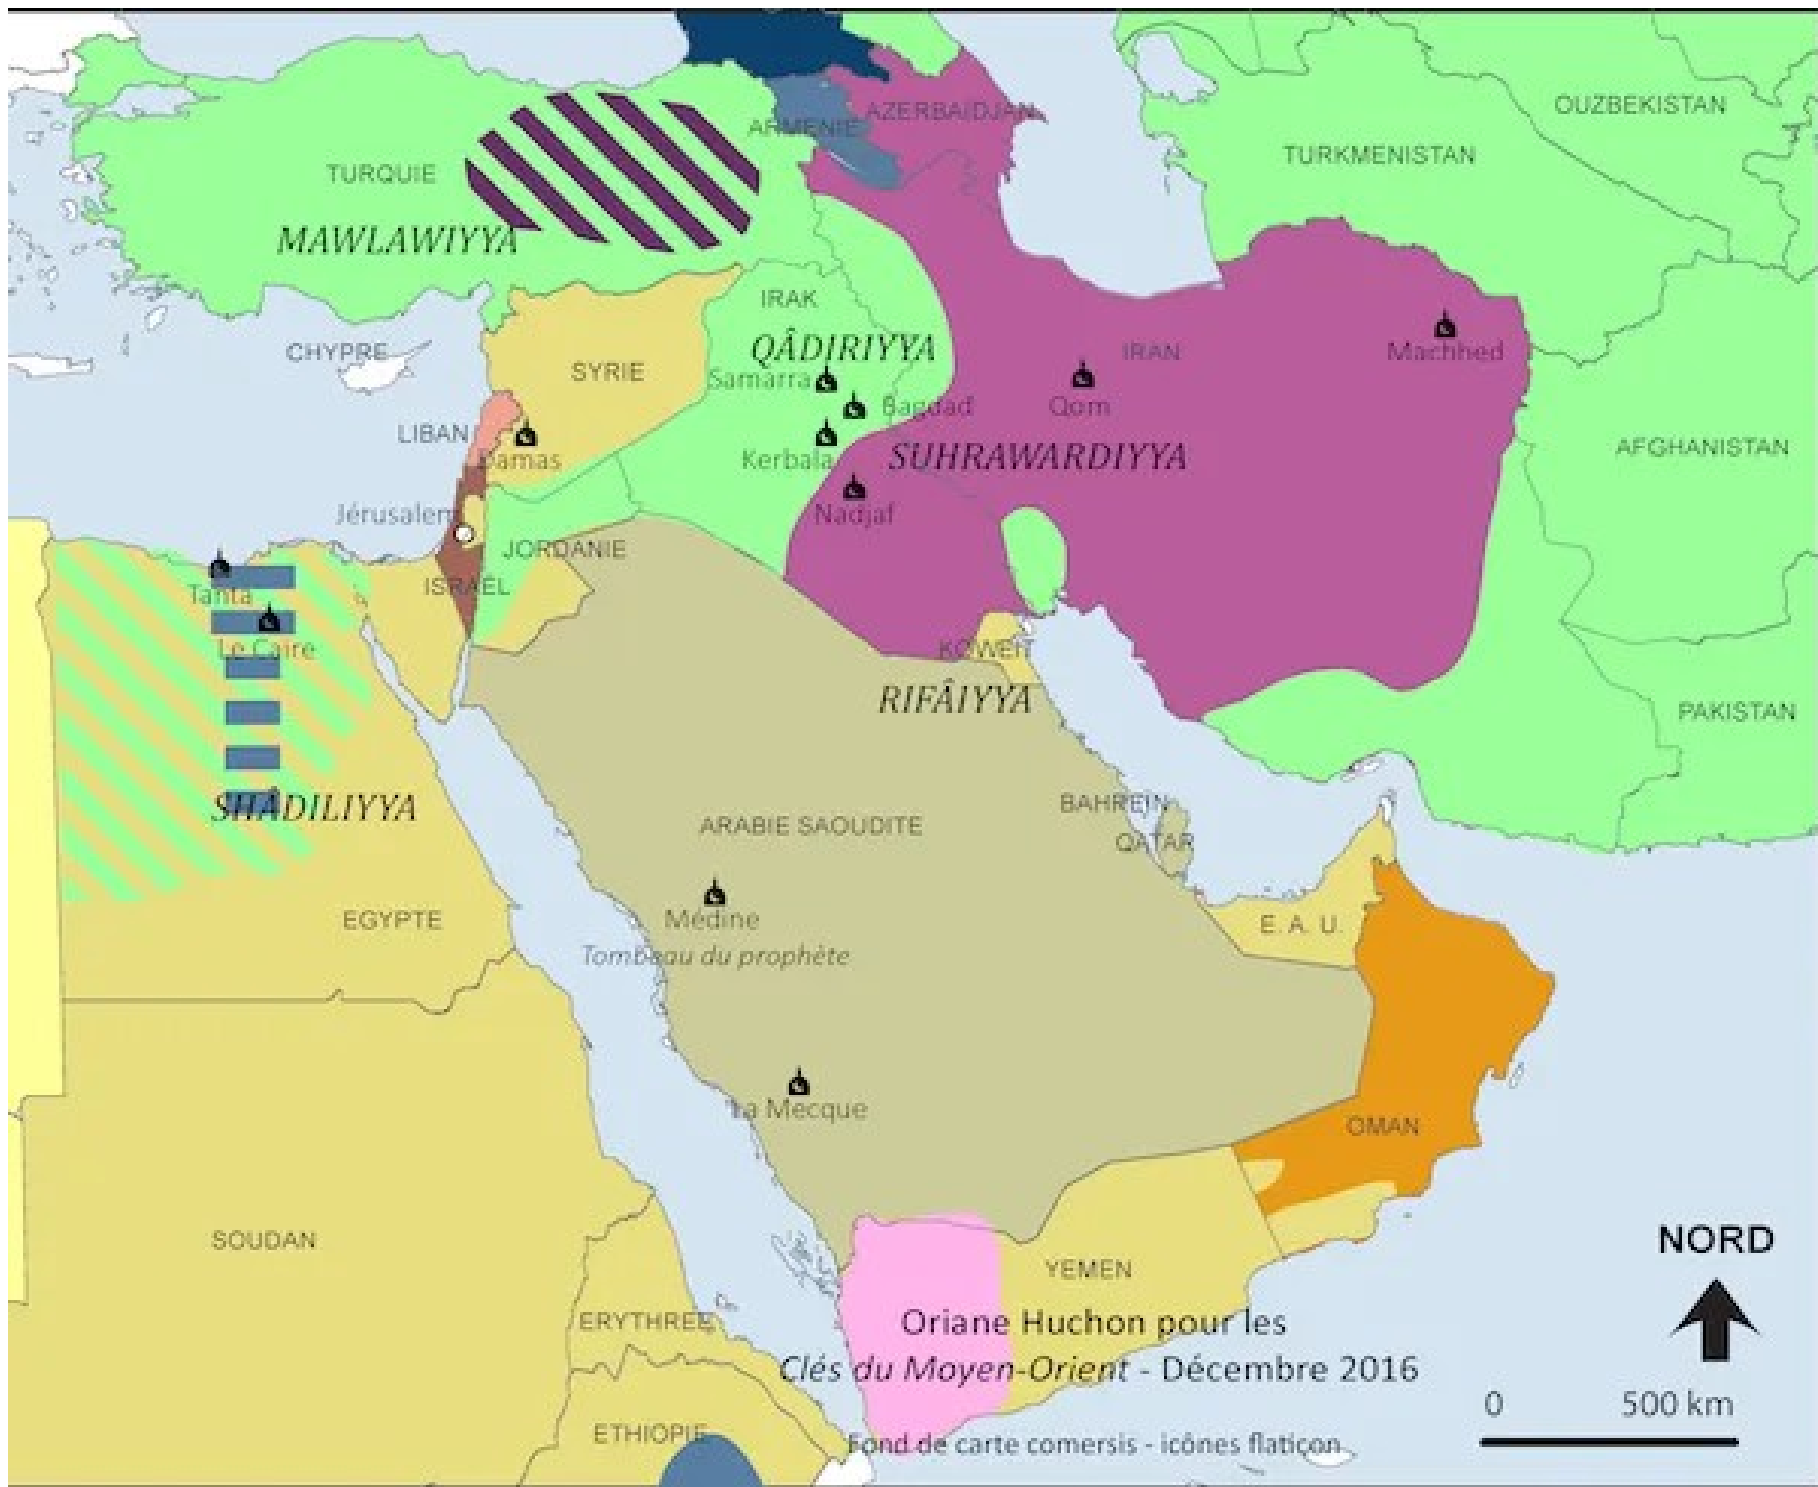 OUZBEKISTAN
AZERBAIDJAN
ARMENIE
TURKMENISTAN
TURQUIE
MAWLAWIYYA
IRAK
QÂDIRIYYA
CHYPRE
IRAN
Machhed
SYRIE
Samarra
Bagdad
Qom
LIBAN
Damas
Kerbala
SUHRAWARDIYYA
AFGHANISTAN
Jérusalem
Nadjaf
JORDANIE
ISRAËL
Tanta
Le Caire
KOWEIT
RIFÂIYYA
PAKISTAN
SHÂDILIYYA
ARABIE SAOUDITE
BAHREIN
QATAR
EGYPTE
Médine
Tombeau du prophète
E. A. U.
La Mecque
OMAN
SOUDAN
NORD
YEMEN
ERYTHREE
Oriane Huchon pour les
Clés du Moyen-Orient - Décembre 2016
0 500 km
ETHIOPIE
Fond de carte comersis - icônes flatiçon